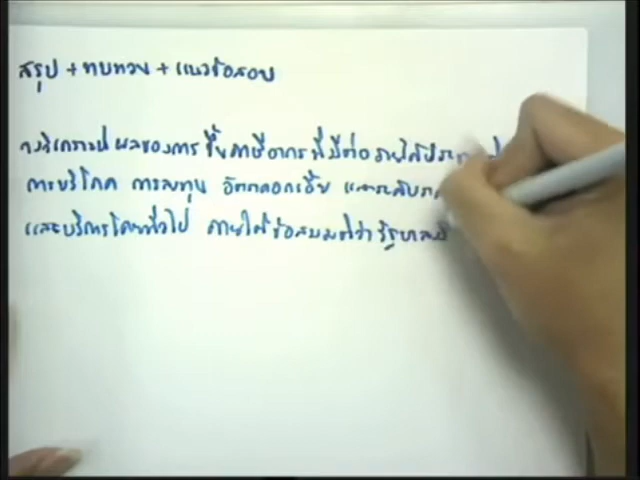 สรุป + ทบทวน + แนวข้อสอบ
จงวิเคราะห์ ผลของการ ขึ้นภาษีอากร ที่มีต่อ รายได้ประชา
การบริโภค การลงทุน อัตราดอกเบี้ย และระดับรา
และบริการโดยทั่วไป ภายใต้ข้อสมมติว่า รัฐบาล